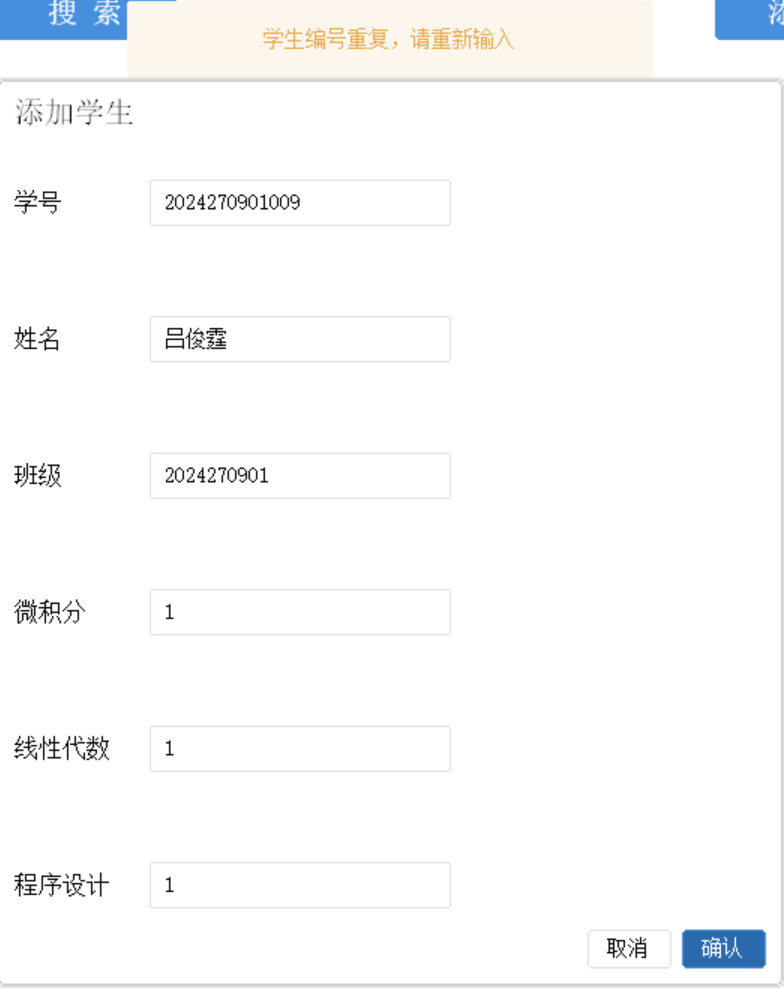 搜 索
学生编号重复，请重新输入
添加学生
学号 2024270901009
姓名 吕俊霆
班级 2024270901
微积分 1
线性代数 1
程序设计 1
取消 确认